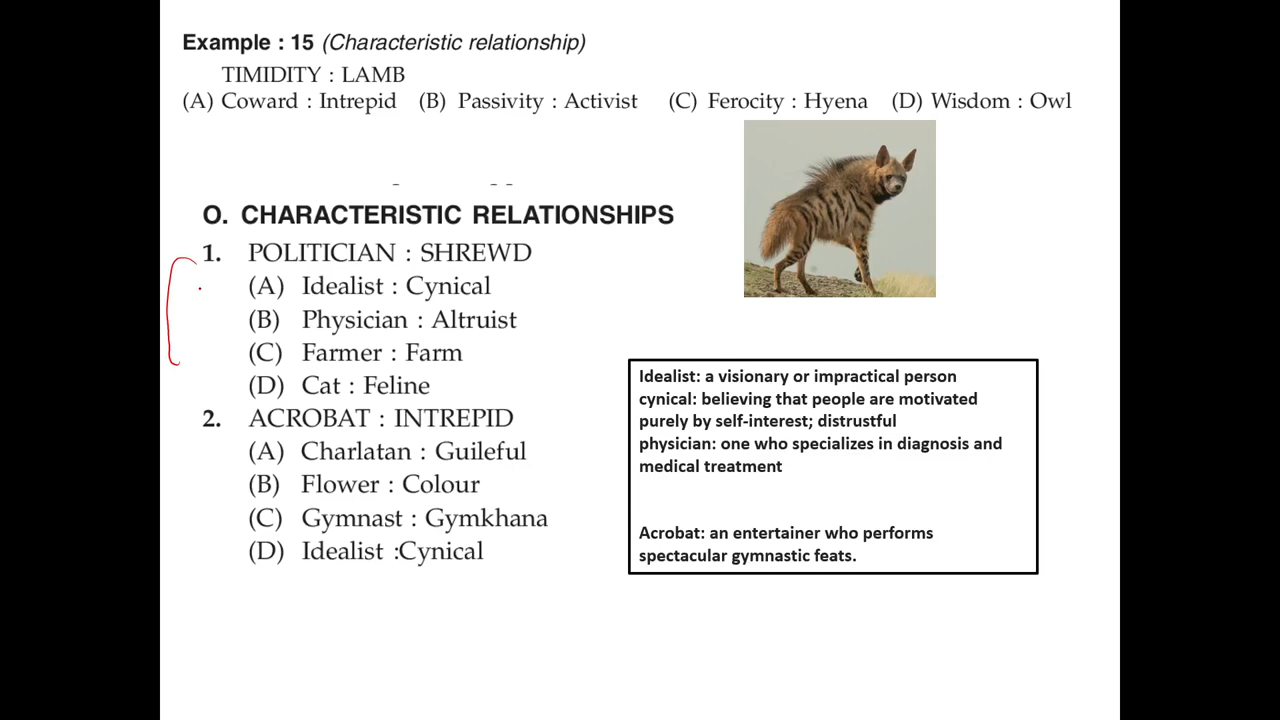 Example : 15 (Characteristic relationship)
TIMIDITY : LAMB
(A) Coward : Intrepid (B) Passivity : Activist (C) Ferocity : Hyena (D) Wisdom : Owl
O. CHARACTERISTIC RELATIONSHIPS
1. POLITICIAN : SHREWD
(A) Idealist : Cynical
(B) Physician : Altruist
(C) Farmer : Farm
(D) Cat : Feline
2. ACROBAT : INTREPID
(A) Charlatan : Guileful
(B) Flower : Colour
(C) Gymnast : Gymkhana
(D) Idealist :Cynical
Idealist: a visionary or impractical person
cynical: believing that people are motivated
purely by self-interest; distrustful
physician: one who specializes in diagnosis and
medical treatment
Acrobat: an entertainer who performs
spectacular gymnastic feats.